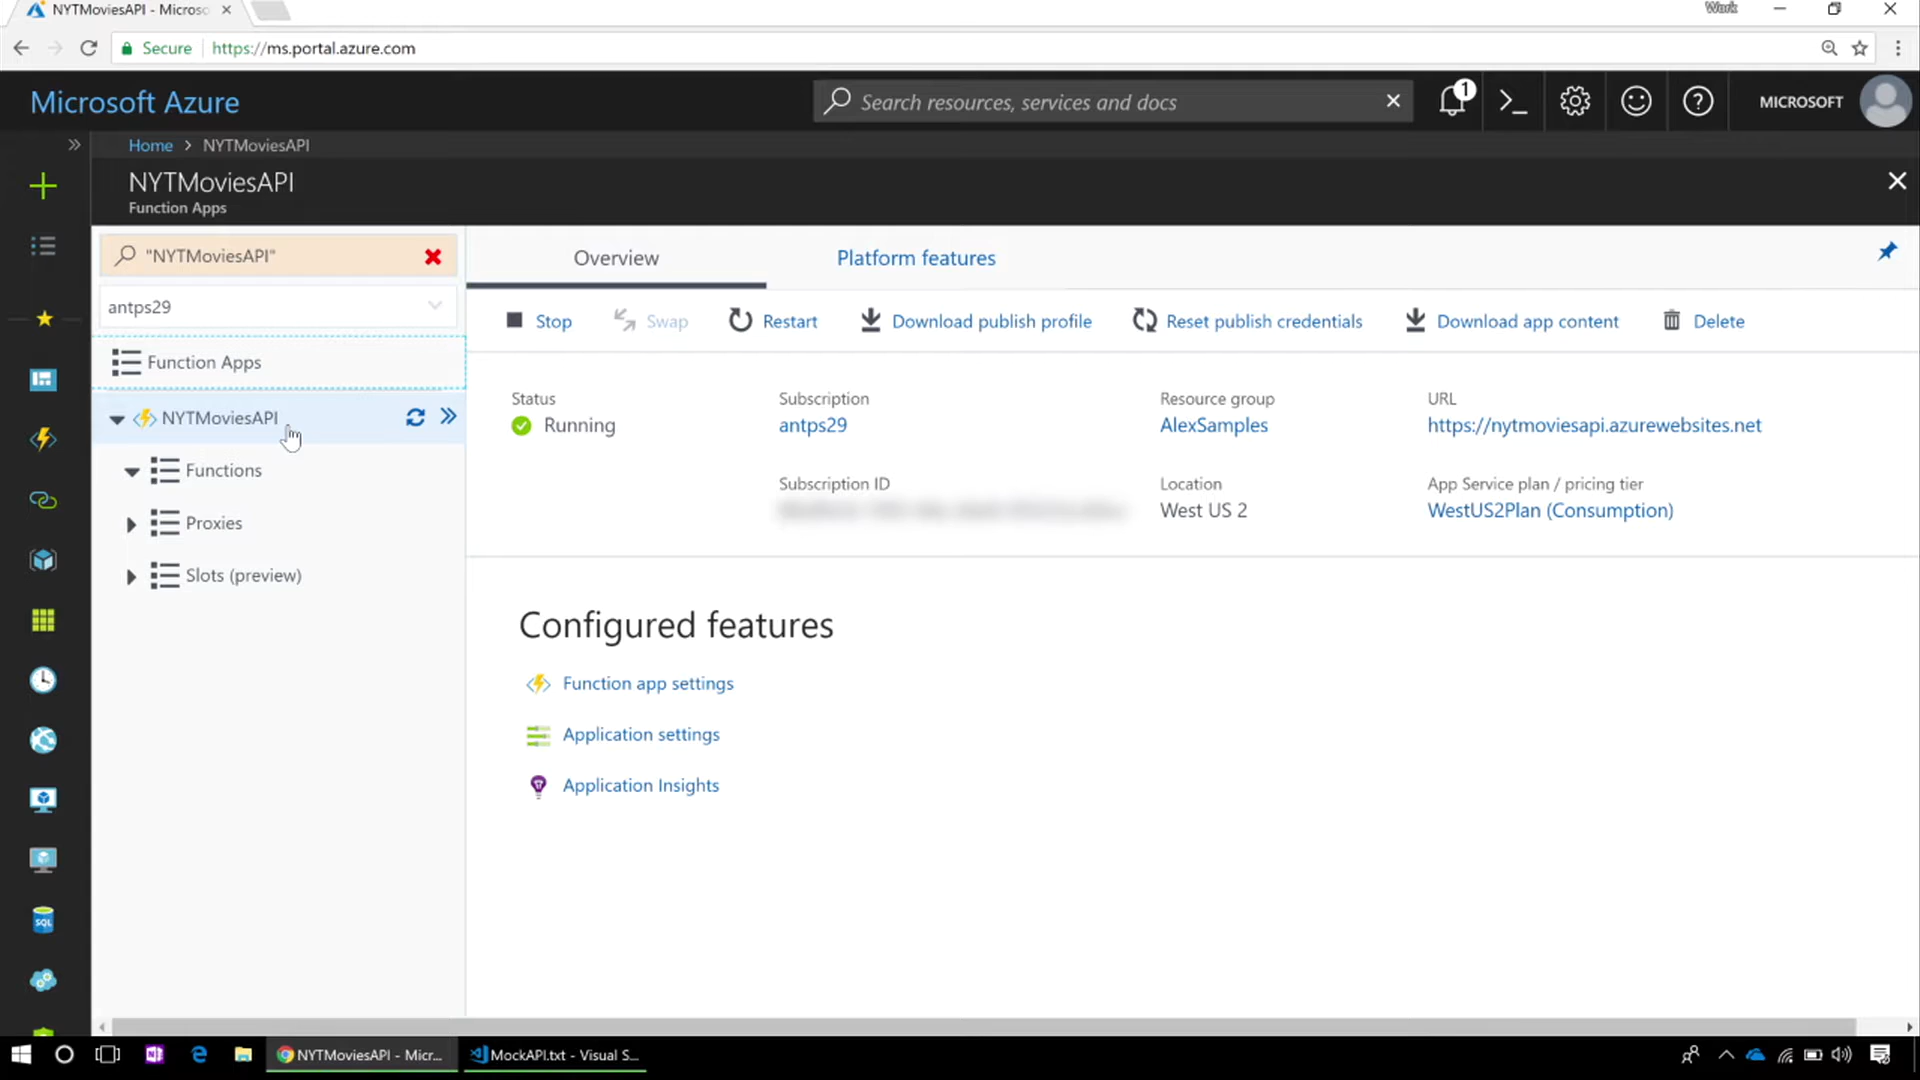 NYTMoviesAPI - Microso
Work
Secure
https://ms.portal.azure.com
Microsoft Azure
Search resources, services and docs
1
MICROSOFT
Home > NYTMoviesAPI
NYTMoviesAPI
Function Apps
"NYTMoviesAPI"
antps29
Function Apps
NYTMoviesAPI
Functions
Proxies
Slots (preview)
Overview
Platform features
Stop
Swap
Restart
Download publish profile
Reset publish credentials
Download app content
Delete
Status
Running
Subscription
antps29
Resource group
AlexSamples
URL
https://nytmoviesapi.azurewebsites.net
Subscription ID
Location
West US 2
App Service plan / pricing tier
WestUS2Plan (Consumption)
Configured features
Function app settings
Application settings
Application Insights
SQL
NYTMoviesAPI - Micr...
MockAPI.txt - Visual S...